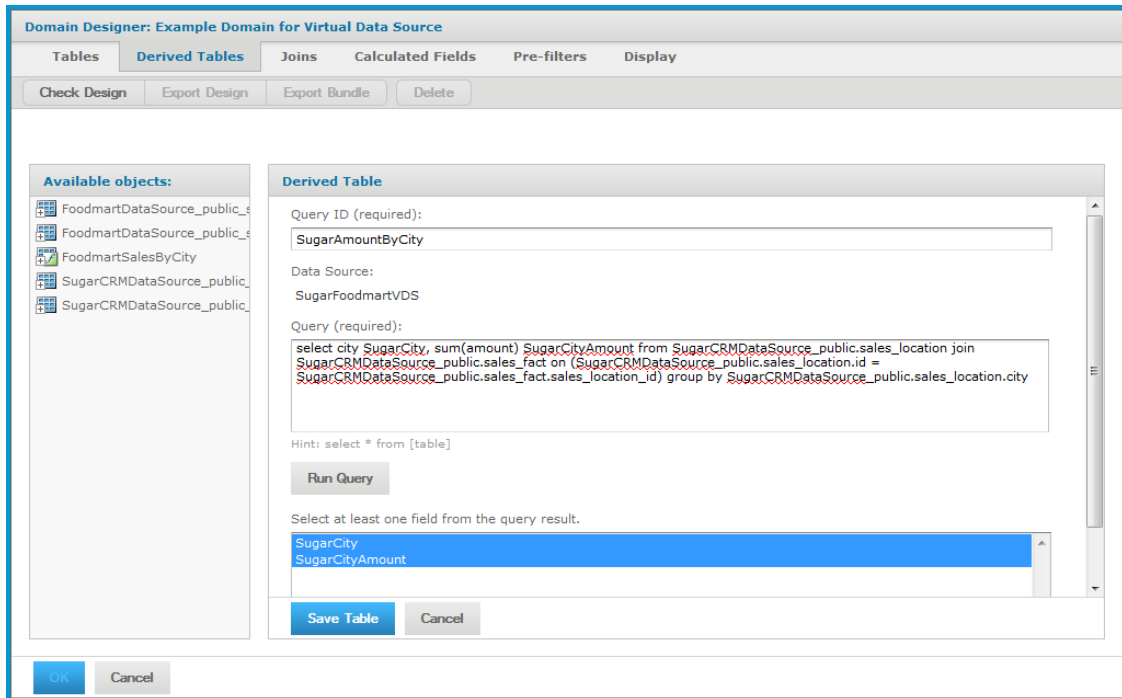 Domain Designer: Example Domain for Virtual Data Source
Tables Derived Tables Joins Calculated Fields Pre-filters Display
Check Design Export Design Export Bundle Delete
Available objects:
FoodmartDataSource_public_s
FoodmartDataSource_public_s
FoodmartSalesByCity
SugarCRMDataSource_public_
SugarCRMDataSource_public_
Derived Table
Query ID (required):
SugarAmountByCity
Data Source:
SugarFoodmartVDS
Query (required):
select city SugarCity, sum(amount) SugarCityAmount from SugarCRMDataSource_public.sales_location join
SugarCRMDataSource_public.sales_fact on (SugarCRMDataSource_public.sales_location.id =
SugarCRMDataSource_public.sales_fact.sales_location_id) group by SugarCRMDataSource_public.sales_location.city
Hint: select * from [table]
Run Query
Select at least one field from the query result.
SugarCity
SugarCityAmount
Save Table Cancel
OK Cancel